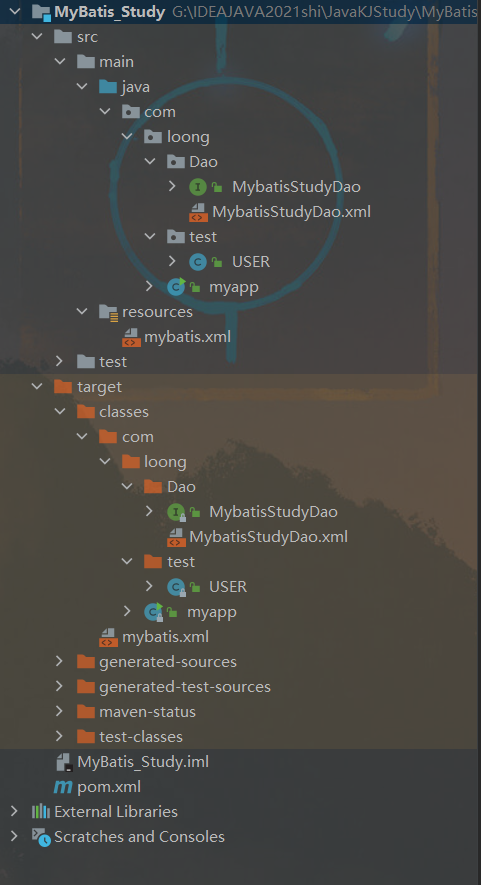 MyBatis_Study G:\IDEAJAVA2021shi\JavaKJStudy\MyBatis
src
main
java
com
loong
Dao
MybatisStudyDao
MybatisStudyDao.xml
test
USER
myapp
resources
mybatis.xml
test
target
classes
com
loong
Dao
MybatisStudyDao
MybatisStudyDao.xml
test
USER
myapp
mybatis.xml
generated-sources
generated-test-sources
maven-status
test-classes
MyBatis_Study.iml
pom.xml
External Libraries
Scratches and Consoles